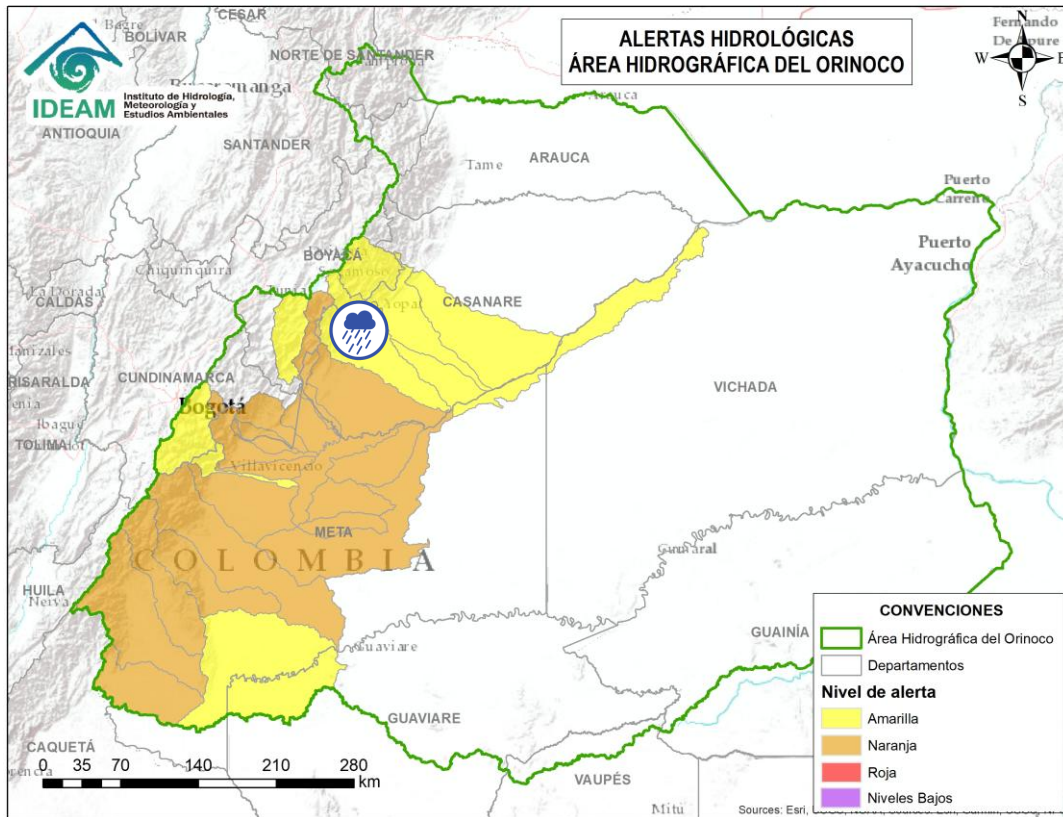 ALERTAS HIDROLÓGICAS
ÁREA HIDROGRÁFICA DEL ORINOCO
IDEAM
Instituto de Hidrología,
Meteorología y
Estudios Ambientales
N
W
E
S
CESAR
BOLÍVAR
NORTE DE SANTANDER
ANTIOQUIA
SANTANDER
Arauca
ARAUCA
Tame
Puerto
Carreño
Puerto
Ayacucho
BOYACÁ
Chiquinquira
La Dorada
CALDAS
Yopal
CASANARE
RISARALDA
CUNDINAMARCA
VICHADA
Bogotá
Ibagué
TOLIMA
Villavicencio
META
COLOMBIA
HUILA
Neiva
Guaviare
GUAINÍA
GUAVIARE
CAQUETÁ
VAUPÉS
Mitú
0 35 70 140 210 280
km
CONVENCIONES
Área Hidrográfica del Orinoco
Departamentos
Nivel de alerta
Amarilla
Naranja
Roja
Niveles Bajos
Sources: Esri,